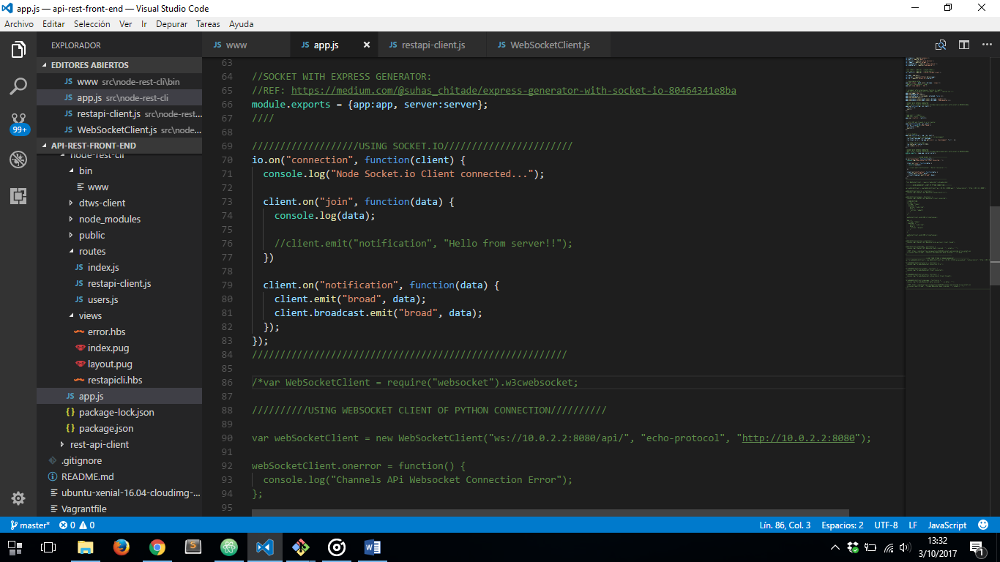 app.js — api-rest-front-end — Visual Studio Code
Archivo Editar Selección Ver Ir Depurar Tareas Ayuda
EXPLORADOR
EDITORES ABIERTOS
JS www src\node-rest-cli\bin
JS app.js src\node-rest-cli
JS restapi-client.js src\node-rest...
JS WebSocketClient.js src\node...
99+
API-REST-FRONT-END
node-rest-cli
bin
www
dtws-client
node_modules
public
routes
JS index.js
JS restapi-client.js
JS users.js
views
error.hbs
index.pug
layout.pug
restapicli.hbs
JS app.js
{} package-lock.json
{} package.json
rest-api-client
.gitignore
README.md
ubuntu-xenial-16.04-cloudimg-...
Vagrantfile
JS www JS app.js JS restapi-client.js JS WebSocketClient.js
63
64 //SOCKET WITH EXPRESS GENERATOR:
65 //REF: https://medium.com/@suhas_chitade/express-generator-with-socket-io-80464341e8ba
66 module.exports = {app:app, server:server};
67 ////
68
69 ///////////////////USING SOCKET.IO///////////////////////
70 io.on("connection", function(client) {
71 console.log("Node Socket.io Client connected...");
72
73 client.on("join", function(data) {
74 console.log(data);
75
76 //client.emit("notification", "Hello from server!!");
77 })
78
79 client.on("notification", function(data) {
80 client.emit("broad", data);
81 client.broadcast.emit("broad", data);
82 });
83 });
84 ////////////////////////////////////////////////////////
85
86 /*var WebSocketClient = require("websocket").w3cwebsocket;
87
88 //////////USING WEBSOCKET CLIENT OF PYTHON CONNECTION//////////
89
90 var webSocketClient = new WebSocketClient("ws://10.0.2.2:8080/api/", "echo-protocol", "http://10.0.2.2:8080");
91
92 webSocketClient.onerror = function() {
93 console.log("Channels APi Websocket Connection Error");
94 };
95
master* 0 0 Lín. 86, Col. 3 Espacios: 2 UTF-8 LF JavaScript
13:32
3/10/2017
1